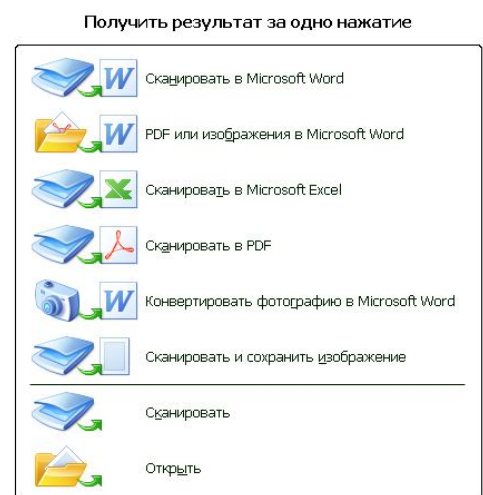 Получить результат за одно нажатие
Сканировать в Microsoft Word
PDF или изображения в Microsoft Word
Сканировать в Microsoft Excel
Сканировать в PDF
Конвертировать фотографию в Microsoft Word
Сканировать и сохранить изображение
Сканировать
Открыть